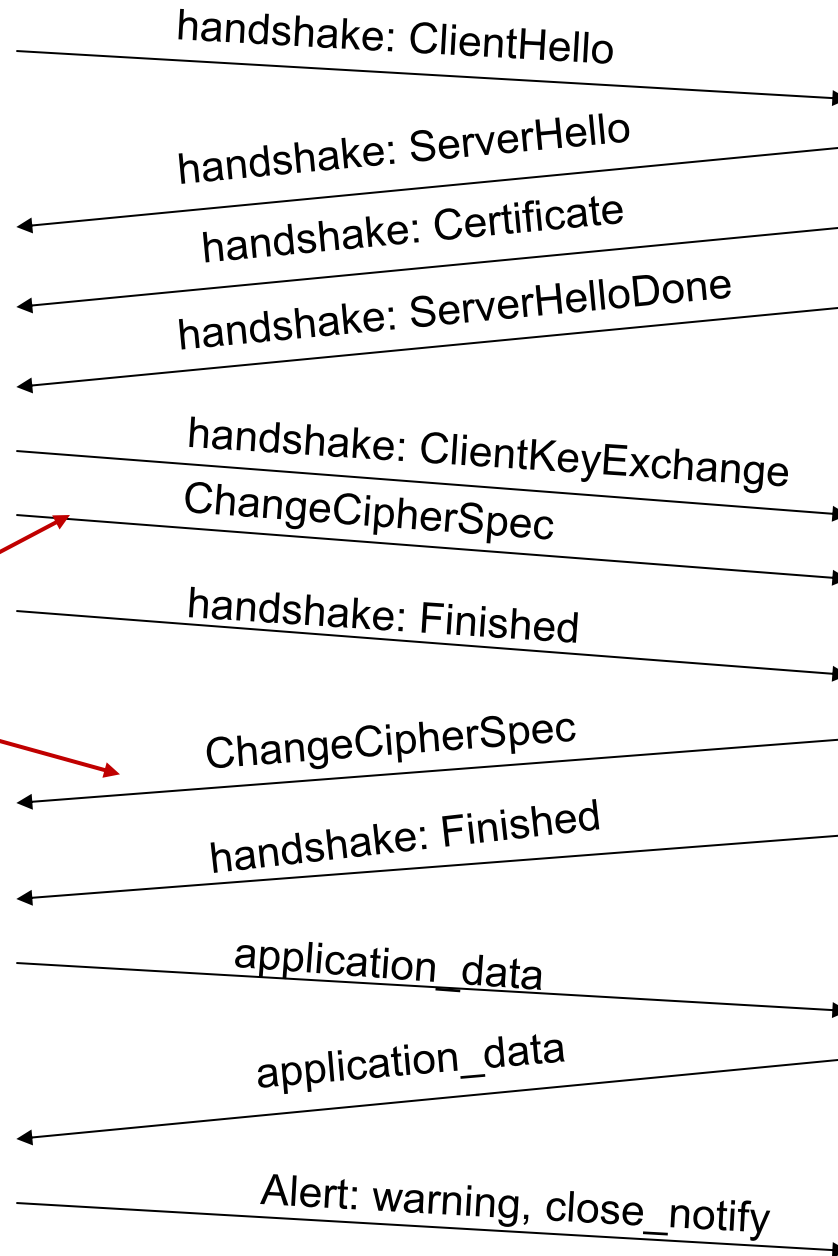 handshake: ClientHello
handshake: ServerHello
handshake: Certificate
handshake: ServerHelloDone
handshake: ClientKeyExchange
ChangeCipherSpec
handshake: Finished
ChangeCipherSpec
handshake: Finished
application_data
application_data
Alert: warning, close_notify